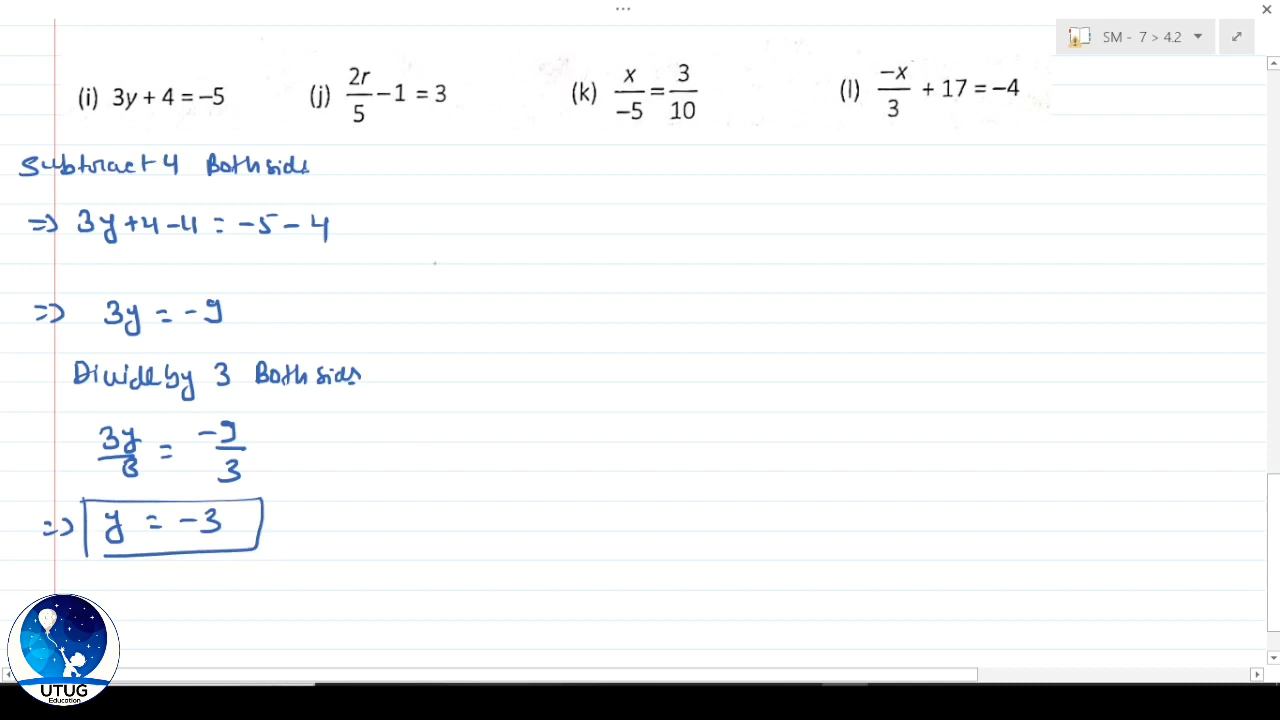 SM - 7 > 4.2
(i) 3y + 4 = –5 (j) 2r/5 – 1 = 3 (k) x/–5 = 3/10 (l) –x/3 + 17 = –4
Subtract 4 Both sides
=> 3y + 4 - 4 = -5 - 4
=> 3y = -9
Divide by 3 Both sides
3y/3 = -9/3
=> y = -3
UTUG
Education